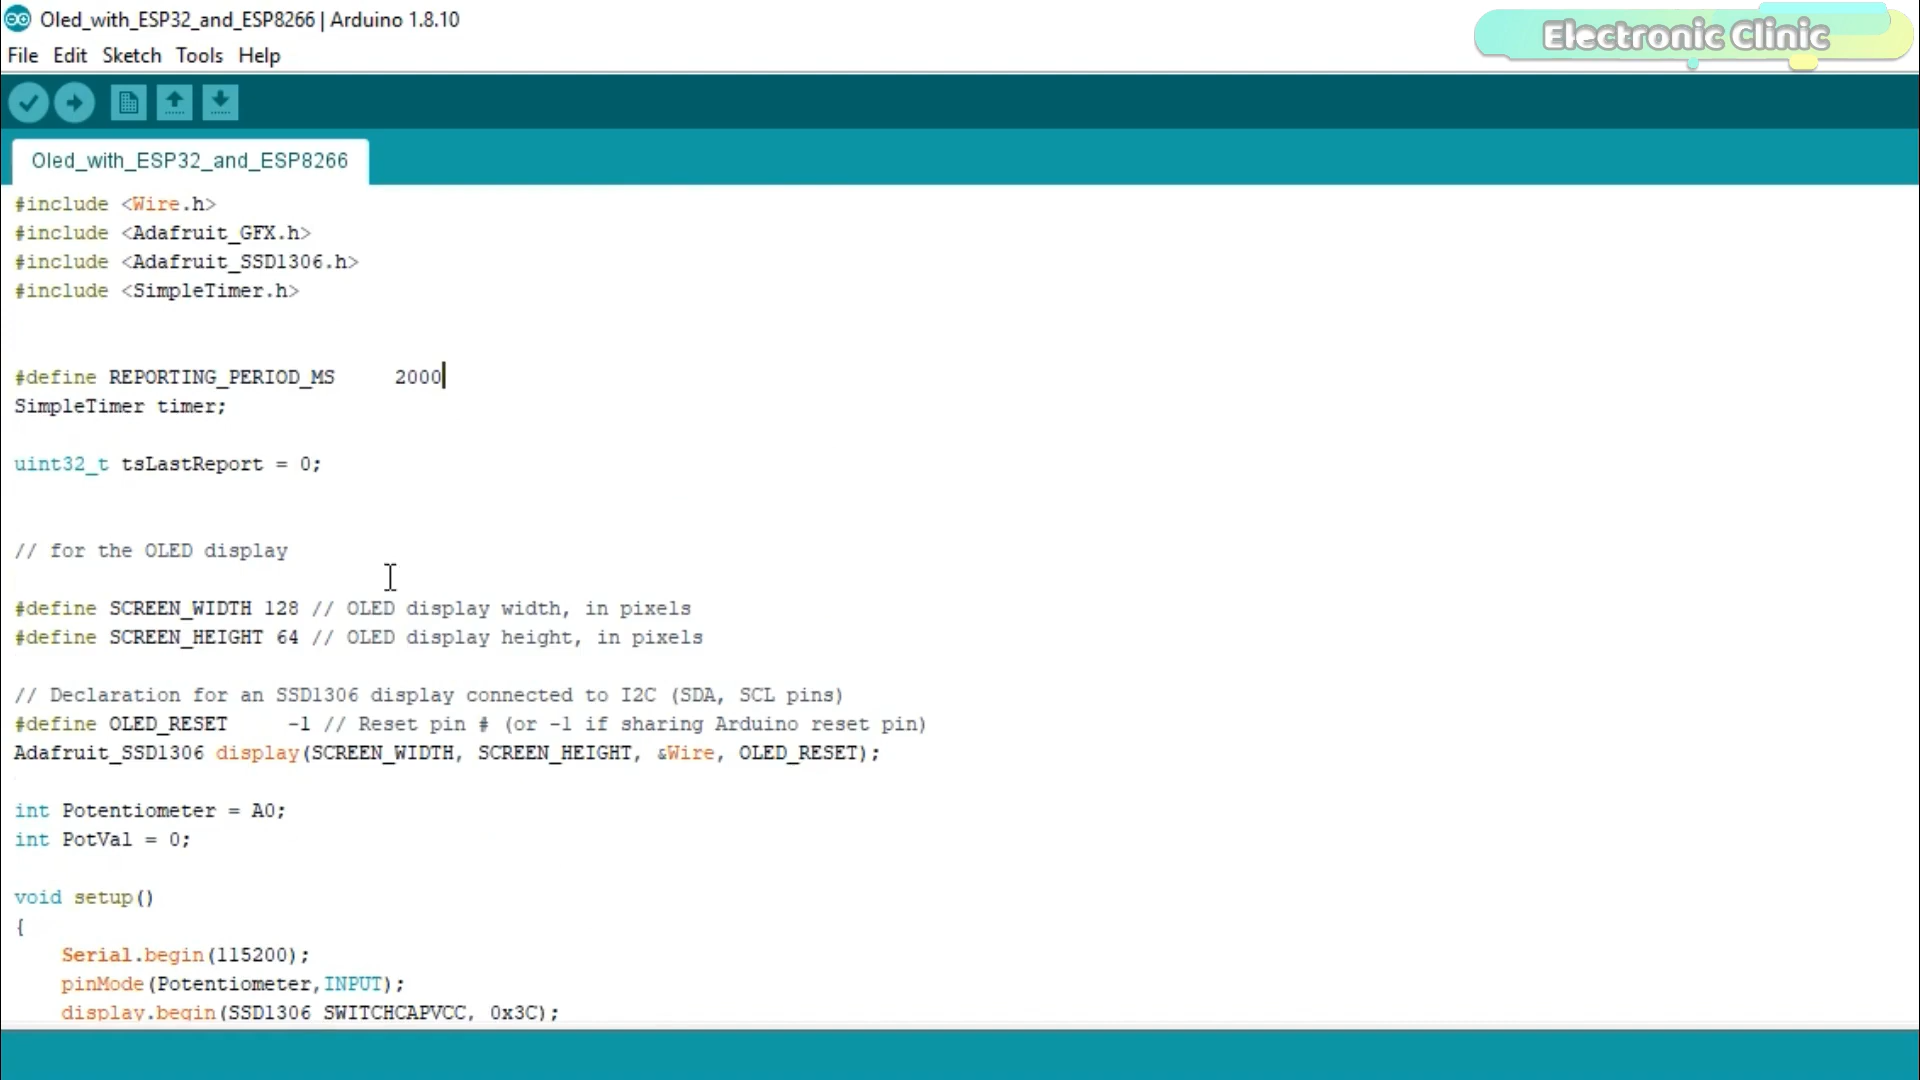 Oled_with_ESP32_and_ESP8266 | Arduino 1.8.10
Electronic Clinic
File Edit Sketch Tools Help
Oled_with_ESP32_and_ESP8266
#include <Wire.h>
#include <Adafruit_GFX.h>
#include <Adafruit_SSD1306.h>
#include <SimpleTimer.h>
#define REPORTING_PERIOD_MS     2000
SimpleTimer timer;
uint32_t tsLastReport = 0;
// for the OLED display
#define SCREEN_WIDTH 128 // OLED display width, in pixels
#define SCREEN_HEIGHT 64 // OLED display height, in pixels
// Declaration for an SSD1306 display connected to I2C (SDA, SCL pins)
#define OLED_RESET     -1 // Reset pin # (or -1 if sharing Arduino reset pin)
Adafruit_SSD1306 display(SCREEN_WIDTH, SCREEN_HEIGHT, &Wire, OLED_RESET);
int Potentiometer = A0;
int PotVal = 0;
void setup()
{
    Serial.begin(115200);
    pinMode(Potentiometer,INPUT);
    display.begin(SSD1306_SWITCHCAPVCC, 0x3C);